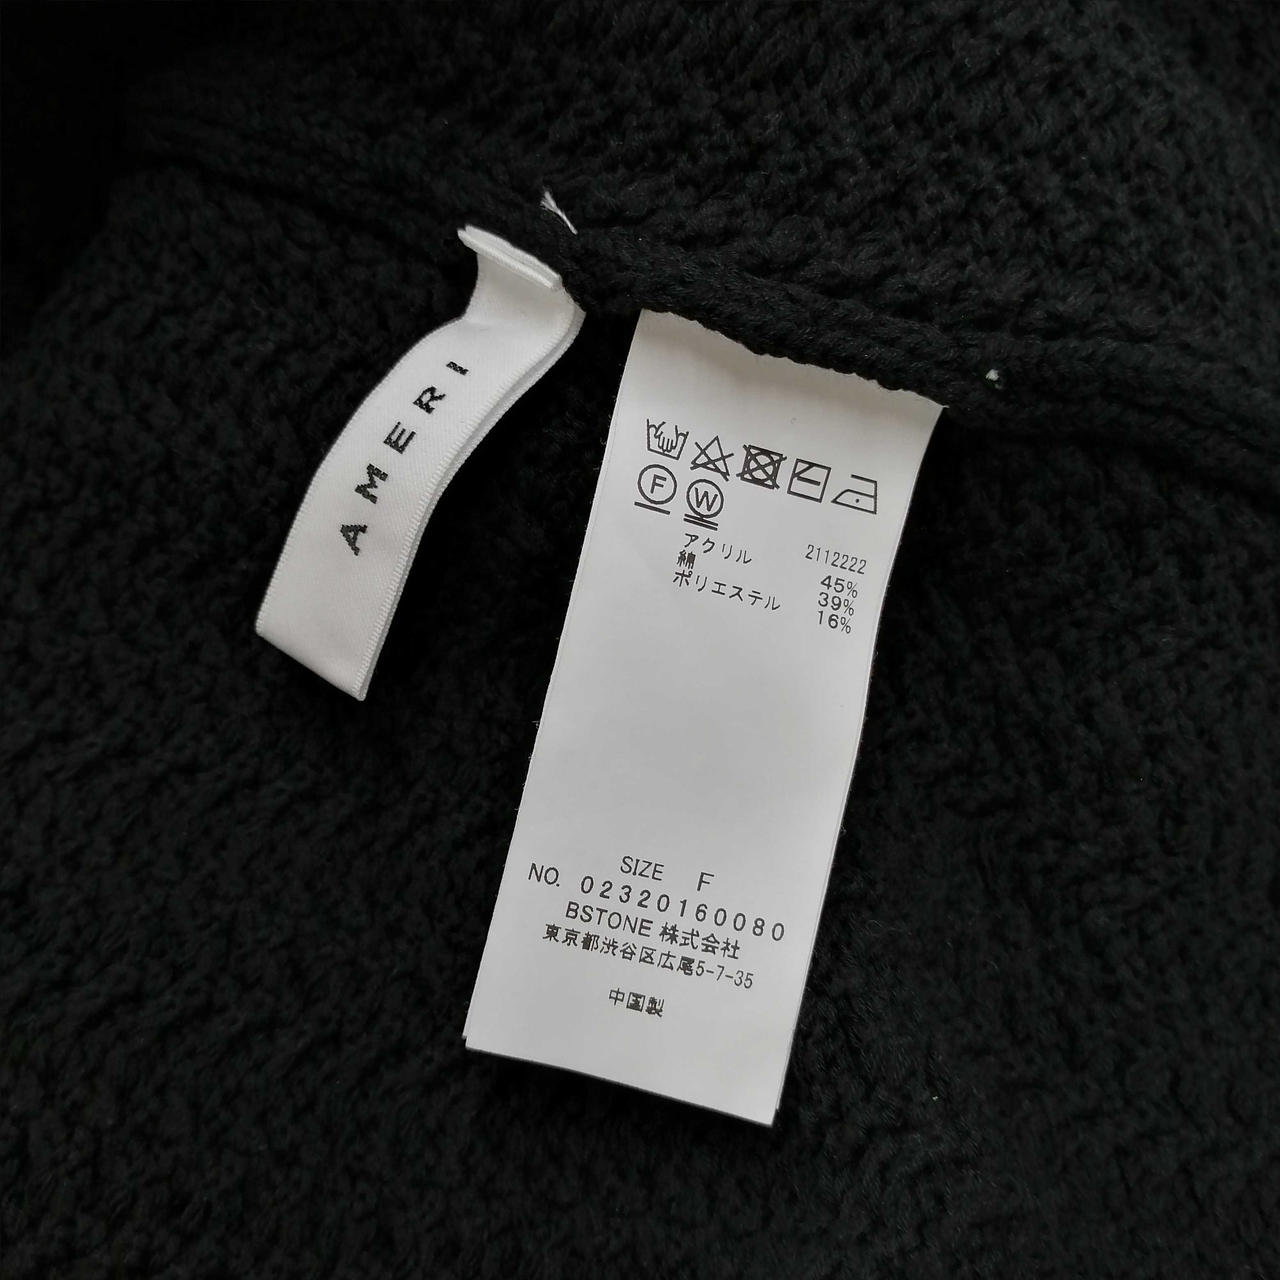 AMERI
F
W
2112222
アクリル 45%
綿 39%
ポリエステル 16%
SIZE F
NO. 02320160080
BSTONE 株式会社
東京都渋谷区広尾5-7-35
中国製